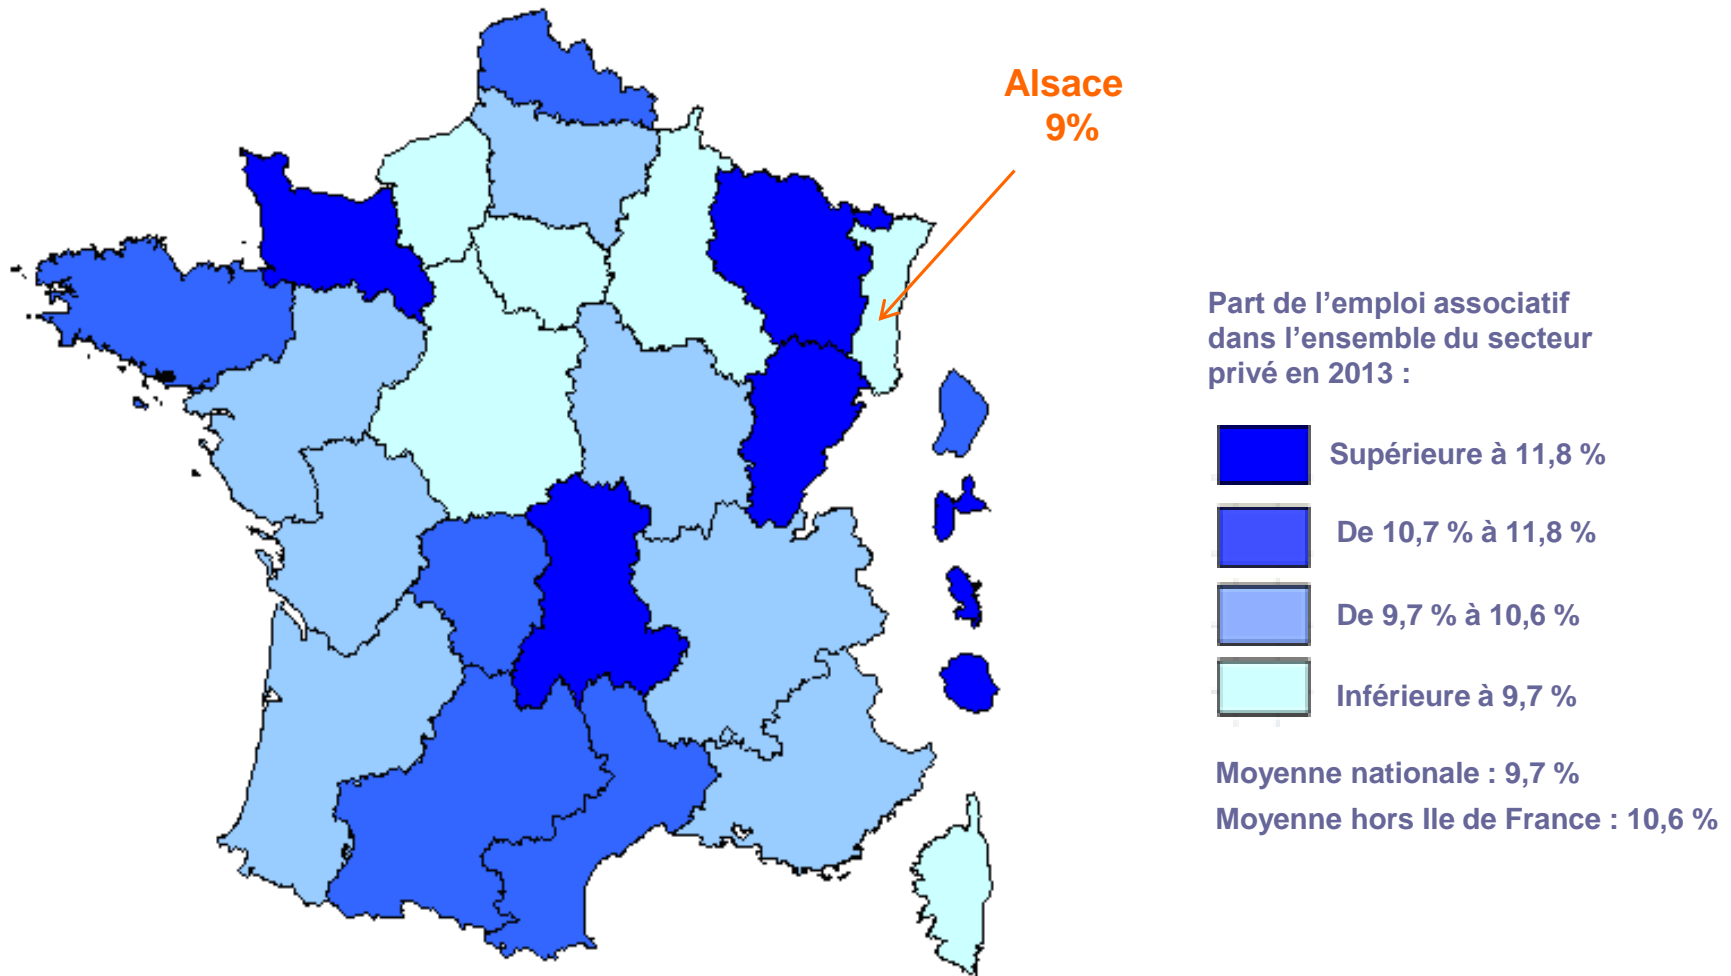 Alsace
9%
Part de l’emploi associatif
dans l’ensemble du secteur
privé en 2013 :
Supérieure à 11,8 %
De 10,7 % à 11,8 %
De 9,7 % à 10,6 %
Inférieure à 9,7 %
Moyenne nationale : 9,7 %
Moyenne hors Ile de France : 10,6 %